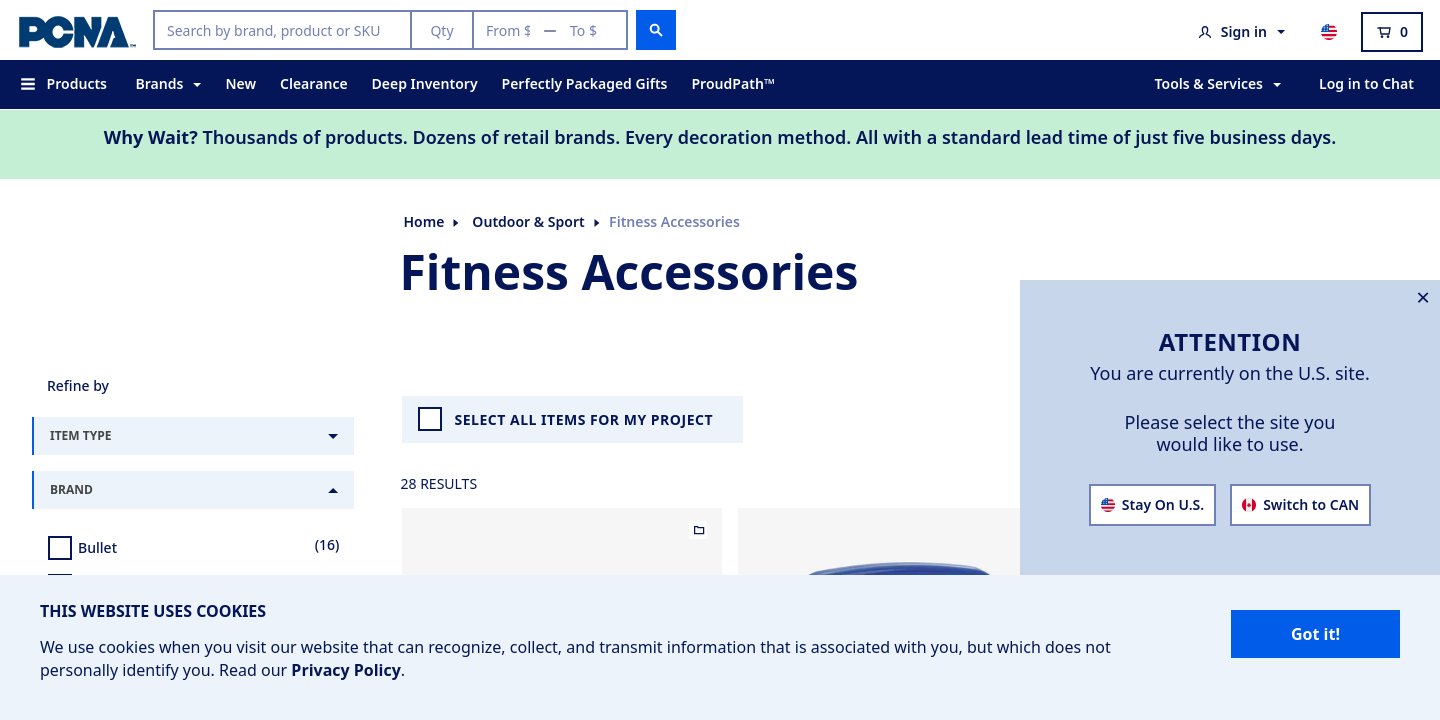 PCNA™
Search by brand, product or SKU
Qty
From $ — To $
Sign in
0
Products
Brands
New
Clearance
Deep Inventory
Perfectly Packaged Gifts
ProudPath™
Tools & Services
Log in to Chat
Why Wait? Thousands of products. Dozens of retail brands. Every decoration method. All with a standard lead time of just five business days.
Home
Outdoor & Sport
Fitness Accessories
Fitness Accessories
ATTENTION
You are currently on the U.S. site.
Please select the site you
would like to use.
Stay On U.S.
Switch to CAN
Refine by
ITEM TYPE
BRAND
Bullet
(16)
SELECT ALL ITEMS FOR MY PROJECT
28 RESULTS
THIS WEBSITE USES COOKIES
We use cookies when you visit our website that can recognize, collect, and transmit information that is associated with you, but which does not
personally identify you. Read our Privacy Policy.
Got it!